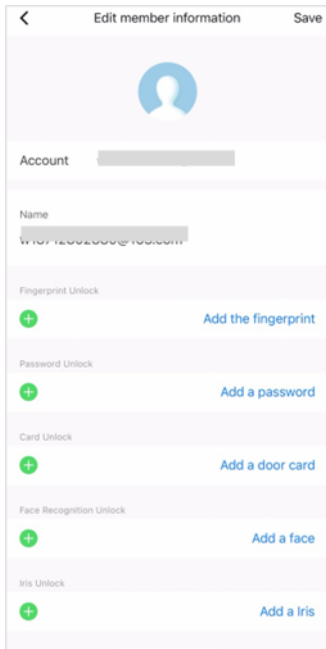 Edit member information Save
Account
Name
Fingerprint Unlock
Add the fingerprint
Password Unlock
Add a password
Card Unlock
Add a door card
Face Recognition Unlock
Add a face
Iris Unlock
Add a Iris